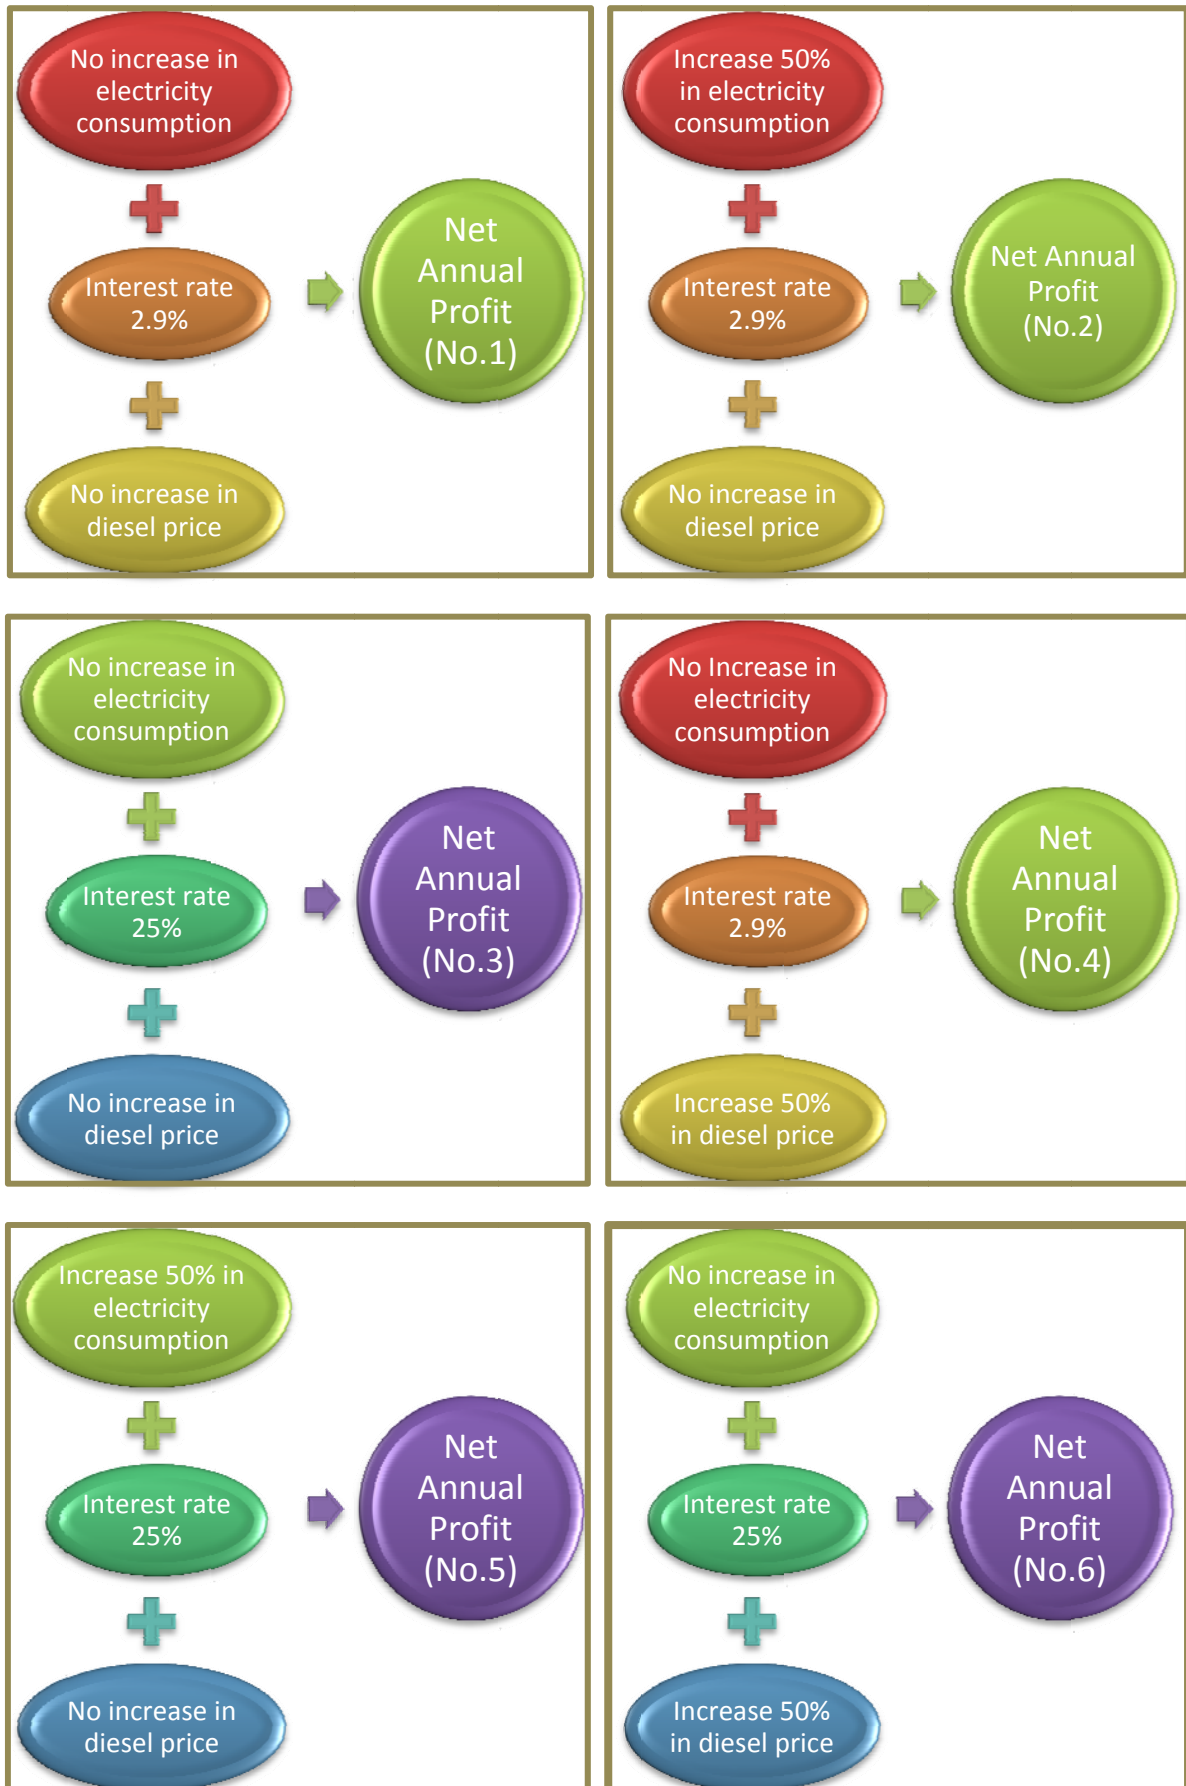 No increase in
electricity
consumption
Interest rate
2.9%
No increase in
diesel price
Net
Annual
Profit
(No.1)
Increase 50%
in electricity
consumption
Interest rate
2.9%
No increase in
diesel price
Net Annual
Profit
(No.2)
No increase in
electricity
consumption
Interest rate
25%
No increase in
diesel price
Net
Annual
Profit
(No.3)
No Increase in
electricity
consumption
Interest rate
2.9%
Increase 50%
in diesel price
Net
Annual
Profit
(No.4)
Increase 50% in
electricity
consumption
Interest rate
25%
No increase in
diesel price
Net
Annual
Profit
(No.5)
No increase in
electricity
consumption
Interest rate
25%
Increase 50%
in diesel price
Net
Annual
Profit
(No.6)